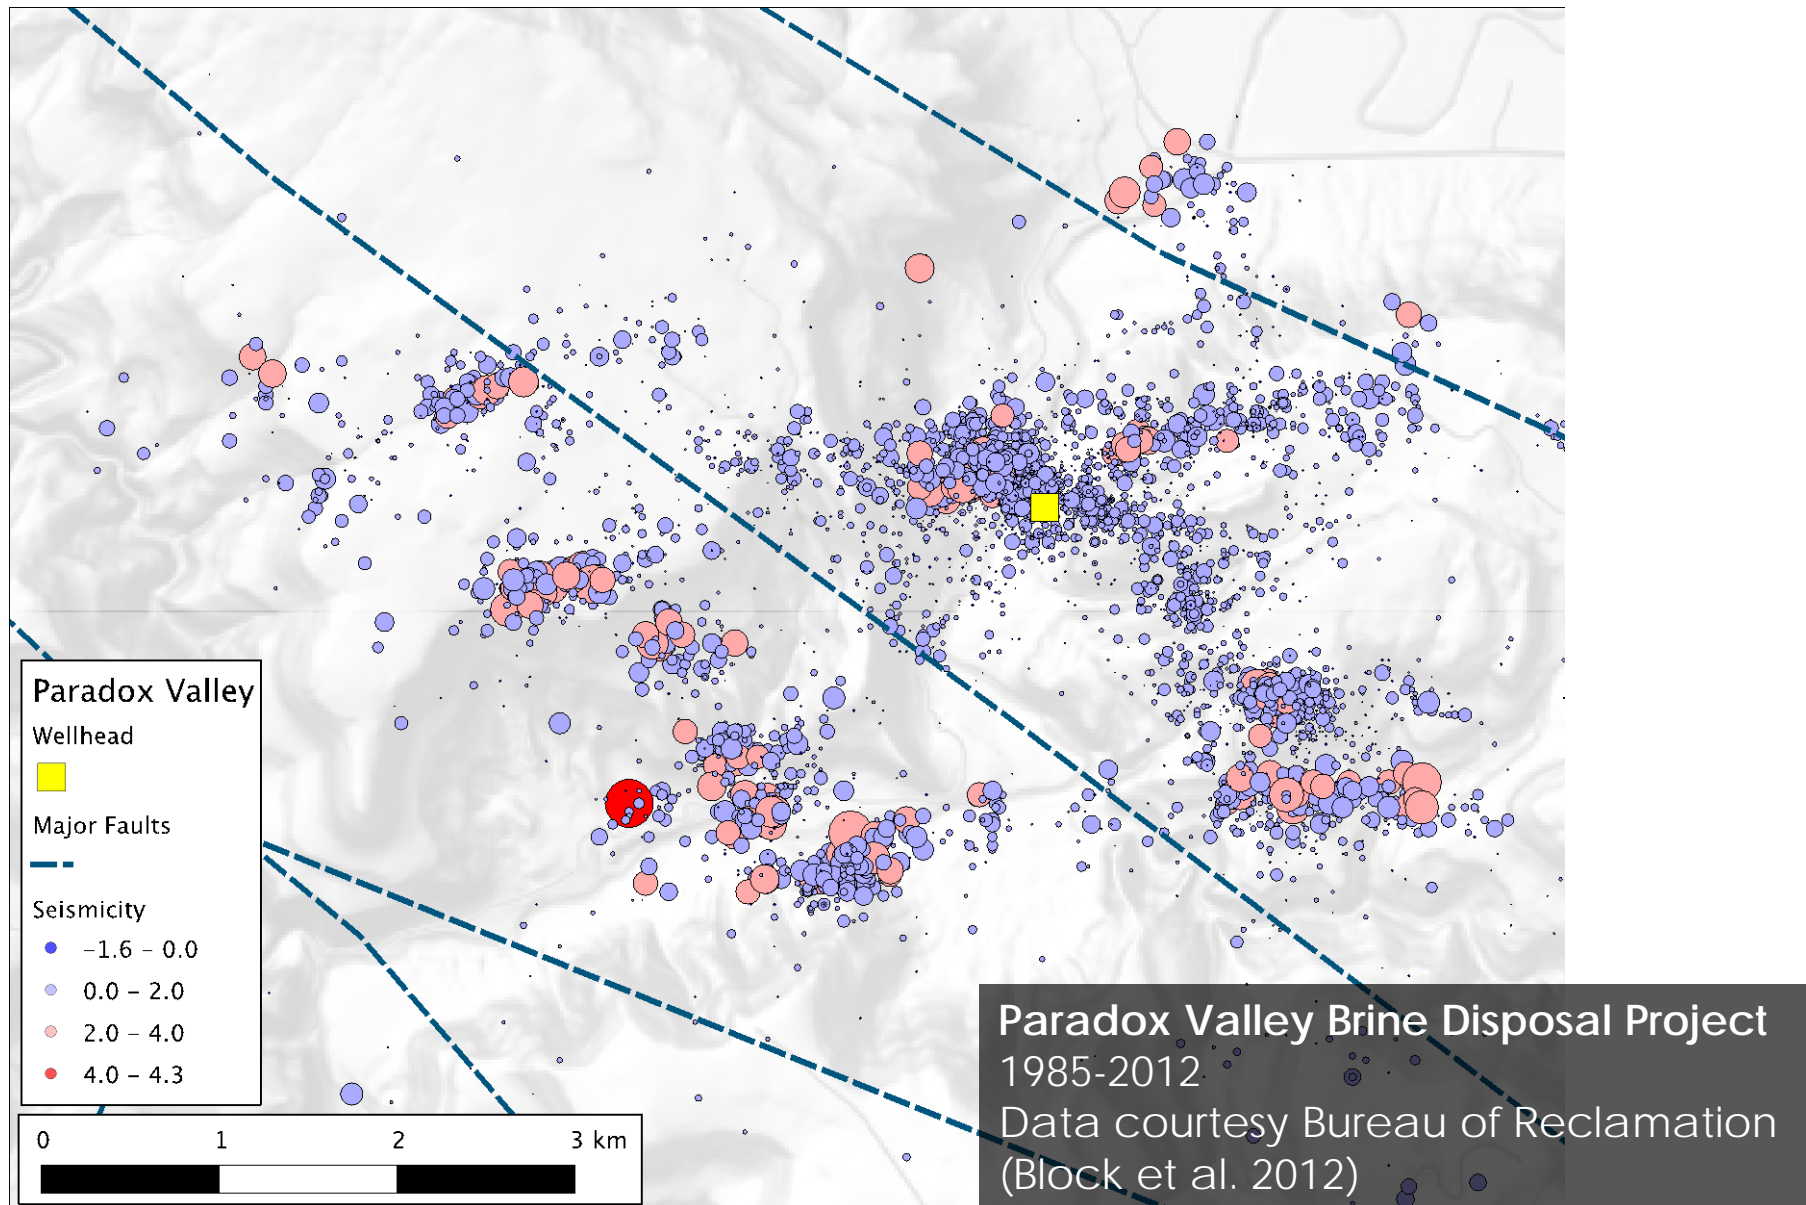 Paradox Valley
Wellhead
Major Faults
Seismicity
−1.6 – 0.0
0.0 – 2.0
2.0 – 4.0
4.0 – 4.3
0 1 2 3 km
Paradox Valley Brine Disposal Project
1985-2012
Data courtesy Bureau of Reclamation
(Block et al. 2012)